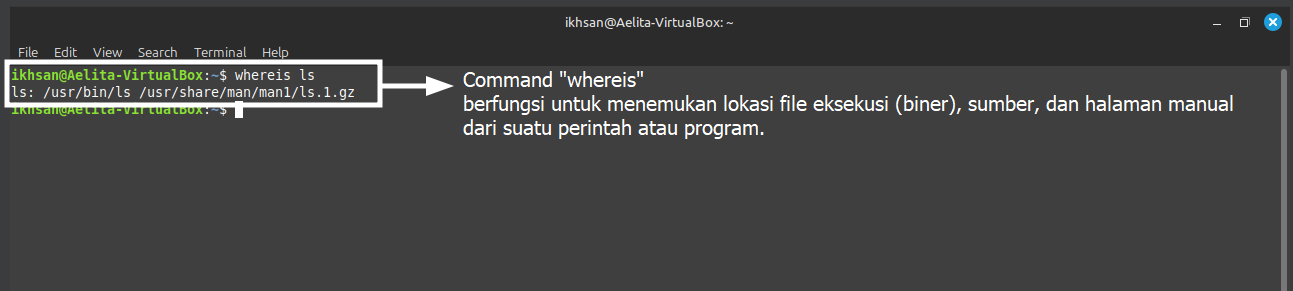 ikhsan@Aelita-VirtualBox: ~
File Edit View Search Terminal Help
ikhsan@Aelita-VirtualBox:~$ whereis ls
ls: /usr/bin/ls /usr/share/man/man1/ls.1.gz
ikhsan@Aelita-VirtualBox:~$
Command "whereis"
berfungsi untuk menemukan lokasi file eksekusi (biner), sumber, dan halaman manual
dari suatu perintah atau program.